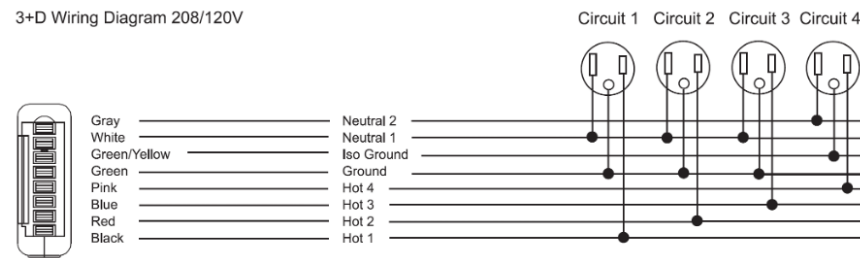 3+D Wiring Diagram 208/120V
Circuit 1 Circuit 2 Circuit 3 Circuit 4
Gray Neutral 2
White Neutral 1
Green/Yellow Iso Ground
Green Ground
Pink Hot 4
Blue Hot 3
Red Hot 2
Black Hot 1